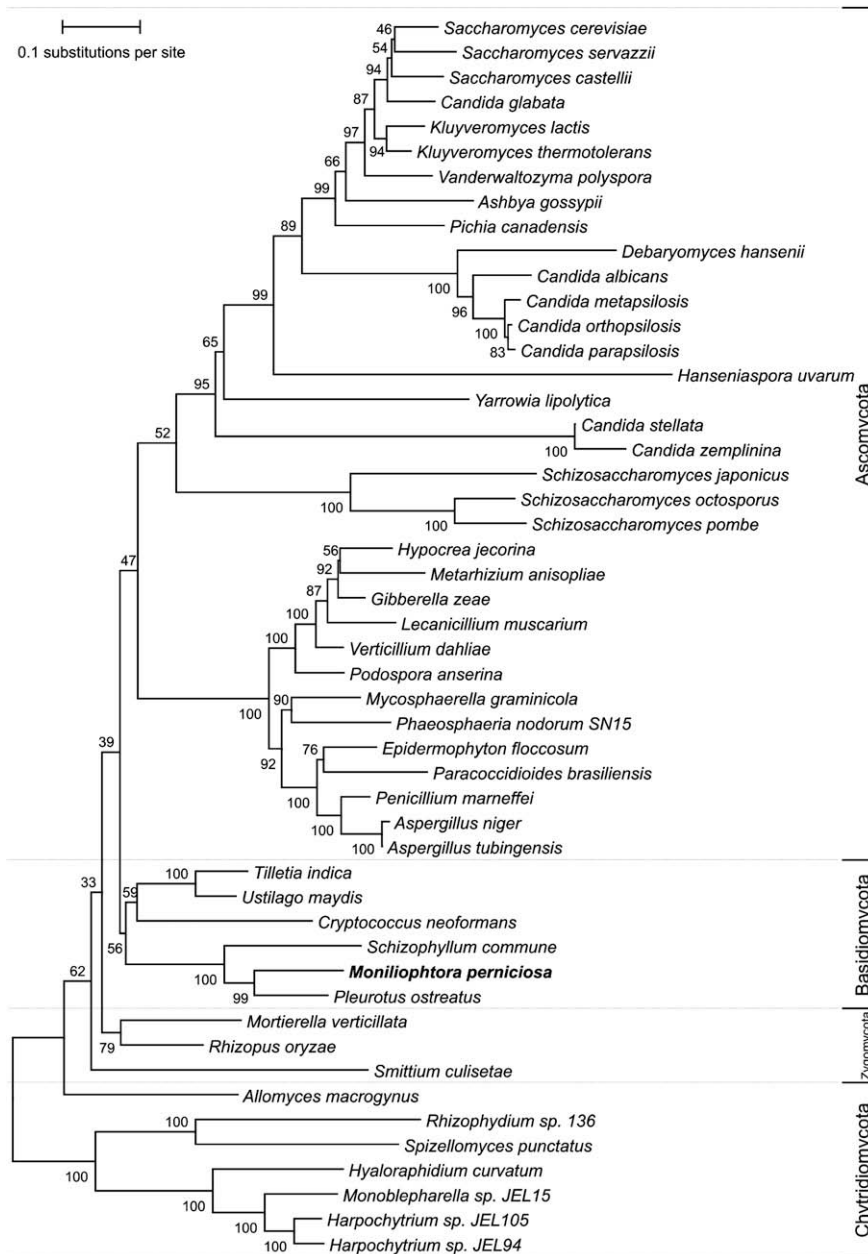 0.1 substitutions per site
46
Saccharomyces cerevisiae
54
Saccharomyces servazzii
94
Saccharomyces castellii
87
Candida glabata
97
Kluyveromyces lactis
94
Kluyveromyces thermotolerans
66
Vanderwaltozyma polyspora
99
Ashbya gossypii
89
Pichia canadensis
Debaryomyces hansenii
100
Candida albicans
99
96
Candida metapsilosis
100
Candida orthopsilosis
65
83
Candida parapsilosis
Hanseniaspora uvarum
95
Yarrowia lipolytica
Candida stellata
52
100
Candida zemplinina
Schizosaccharomyces japonicus
100
Schizosaccharomyces octosporus
100
Schizosaccharomyces pombe
Ascomycota
47
56
Hypocrea jecorina
92
Metarhizium anisopliae
87
Gibberella zeae
100
Lecanicillium muscarium
100
Verticillium dahliae
Podospora anserina
100
90
Mycosphaerella graminicola
Phaeosphaeria nodorum SN15
39
92
76
Epidermophyton floccosum
Paracoccidioides brasiliensis
100
Penicillium marneffei
100
Aspergillus niger
100
Aspergillus tubingensis
33
100
Tilletia indica
59
Ustilago maydis
Cryptococcus neoformans
56
Schizophyllum commune
62
100
Moniliophtora perniciosa
99
Pleurotus ostreatus
Basidiomycota
Mortierella verticillata
79
Rhizopus oryzae
Smittium culisetae
Zygomycota
Allomyces macrogynus
100
Rhizophydium sp. 136
Spizellomyces punctatus
100
Hyaloraphidium curvatum
100
Monoblepharella sp. JEL15
100
Harpochytrium sp. JEL105
100
Harpochytrium sp. JEL94
Chytridiomycota